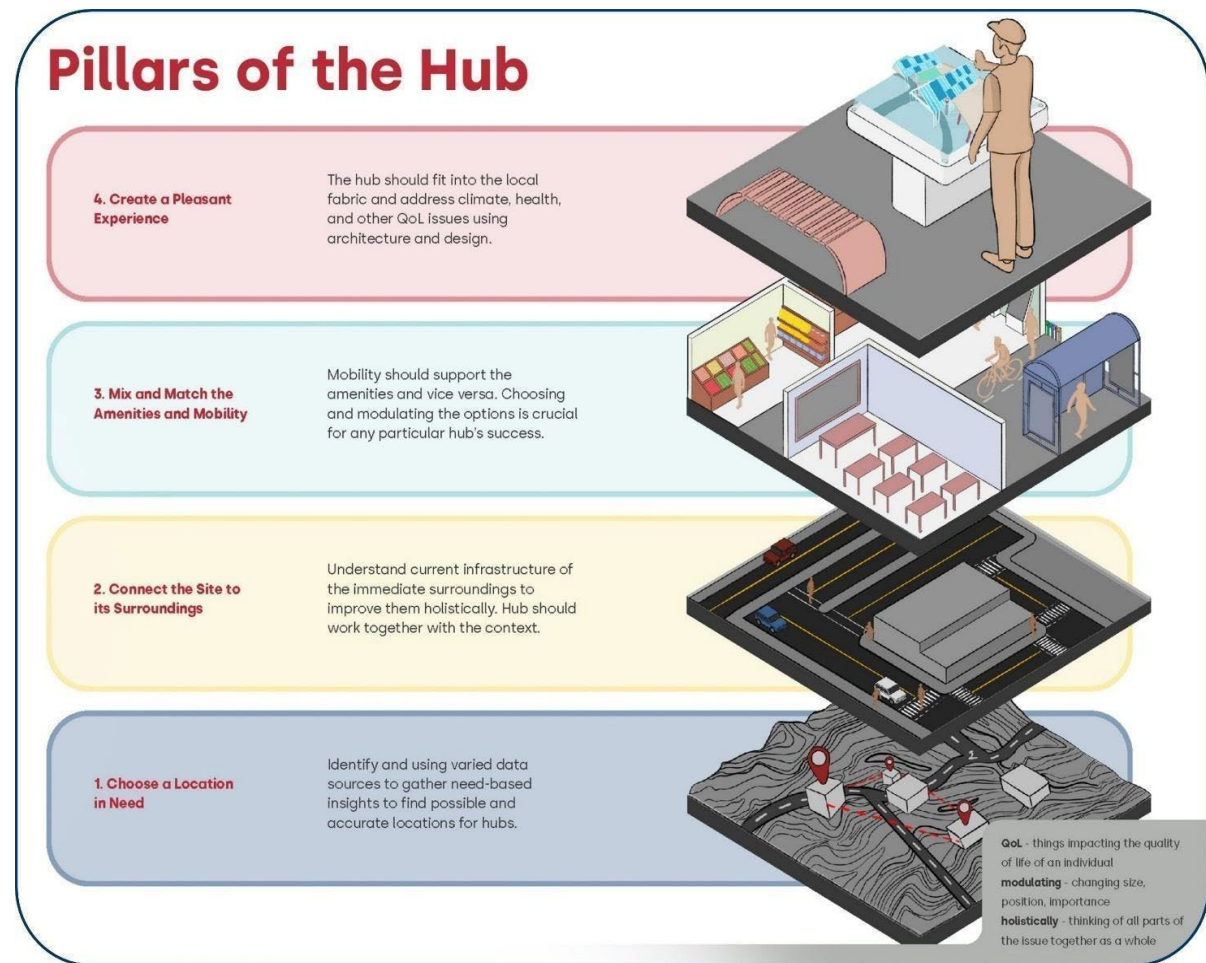 Pillars of the Hub
4. Create a Pleasant
Experience
The hub should fit into the local
fabric and address climate, health,
and other QoL issues using
architecture and design.
3. Mix and Match the
Amenities and Mobility
Mobility should support the
amenities and vice versa. Choosing
and modulating the options is crucial
for any particular hub's success.
2. Connect the Site to
its Surroundings
Understand current infrastructure of
the immediate surroundings to
improve them holistically. Hub should
work together with the context.
1. Choose a Location
in Need
Identify and using varied data
sources to gather need-based
insights to find possible and
accurate locations for hubs.
QoL - things impacting the quality
of life of an individual
modulating - changing size,
position, importance
holistically - thinking of all parts of
the issue together as a whole